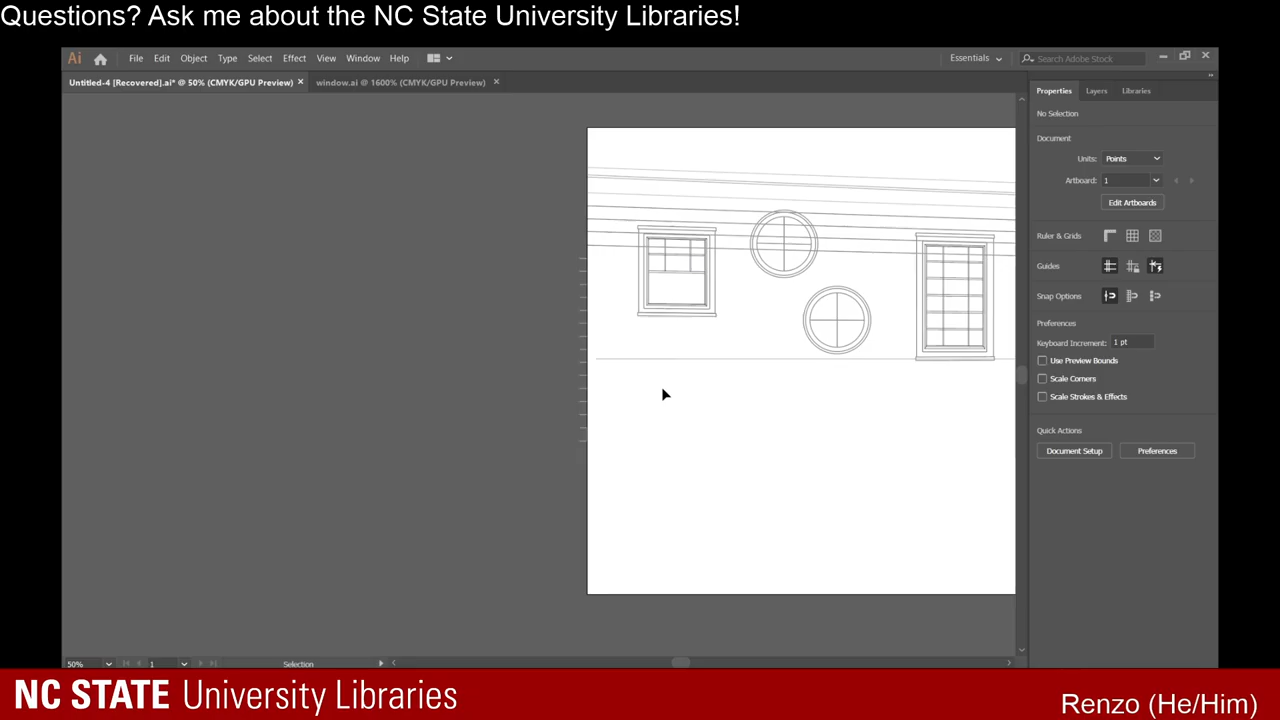 Questions? Ask me about the NC State University Libraries!
Ai File Edit Object Type Select Effect View Window Help Essentials Search Adobe Stock
Untitled-4 [Recovered].ai* @ 50% (CMYK/GPU Preview) × window.ai @ 1600% (CMYK/GPU Preview) ×
Properties Layers Libraries
No Selection
Document
Units: Points
Artboard: 1
Edit Artboards
Ruler & Grids
Guides
Snap Options
Preferences
Keyboard Increment: 1 pt
Use Preview Bounds
Scale Corners
Scale Strokes & Effects
Quick Actions
Document Setup Preferences
50% 1 Selection
NC STATE University Libraries
Renzo (He/Him)